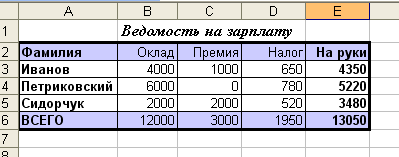 A B C D E
1 Ведомость на зарплату
2 Фамилия Оклад Премия Налог На руки
3 Иванов 4000 1000 650 4350
4 Петриковский 6000 0 780 5220
5 Сидорчук 2000 2000 520 3480
6 ВСЕГО 12000 3000 1950 13050
7
8